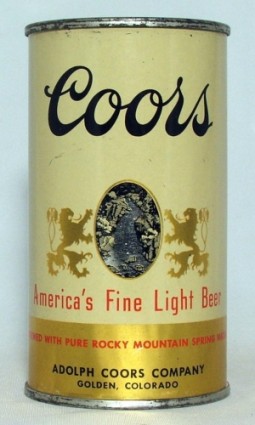 Coors
America's Fine Light Beer
WITH PURE ROCKY MOUNTAIN SPRING
ADOLPH COORS COMPANY
GOLDEN, COLORADO